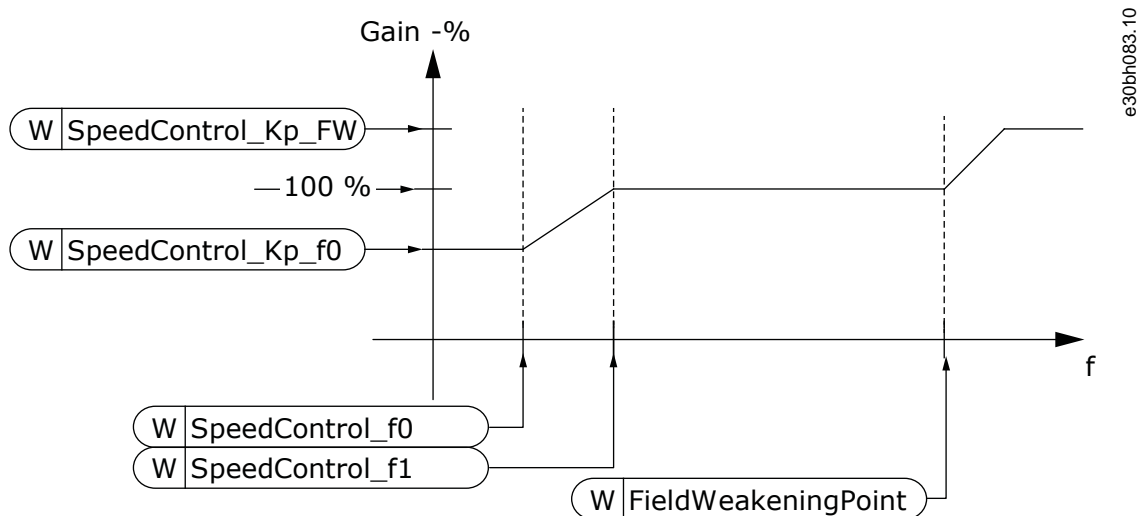 e30bh083.10
Gain -%
W SpeedControl_Kp_FW
100 %
W SpeedControl_Kp_f0
f
W SpeedControl_f0
W SpeedControl_f1
W FieldWeakeningPoint